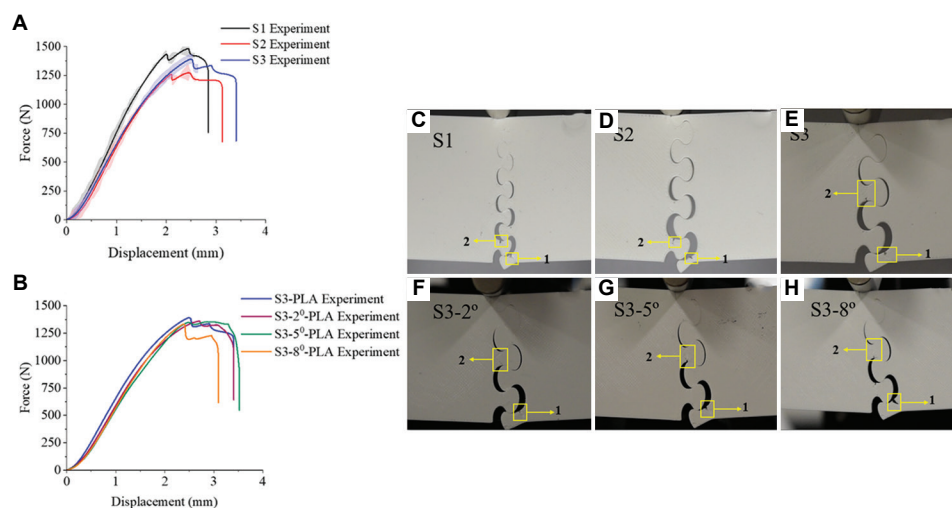 A
S1 Experiment
S2 Experiment
S3 Experiment
1500
1250
1000
750
500
250
0
Force (N)
0 1 2 3 4
Displacement (mm)
B
S3-PLA Experiment
S3-2⁰-PLA Experiment
S3-5⁰-PLA Experiment
S3-8⁰-PLA Experiment
1500
1250
1000
750
500
250
0
Force (N)
0 1 2 3 4
Displacement (mm)
C
S1
2
1
D
S2
2
1
E
S3
2
1
F
S3-2º
2
1
G
S3-5º
2
1
H
S3-8º
2
1